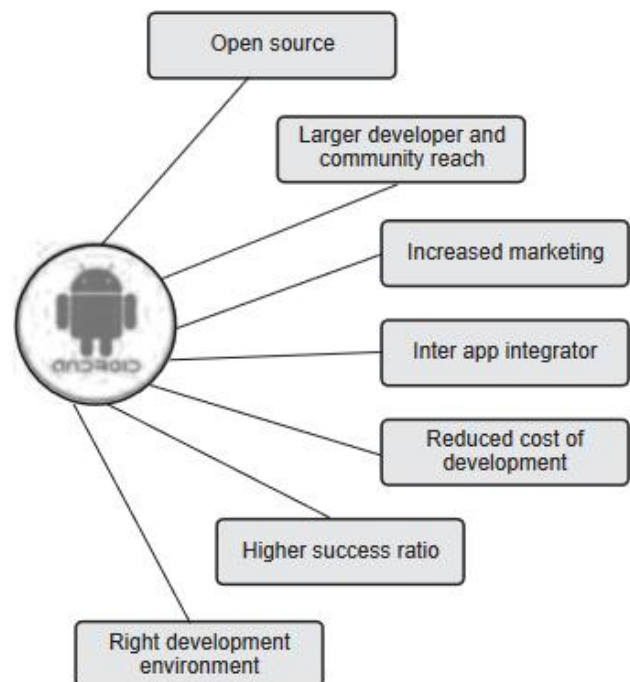 Open source
Larger developer and
community reach
Increased marketing
ANDROID
Inter app integrator
Reduced cost of
development
Higher success ratio
Right development
environment